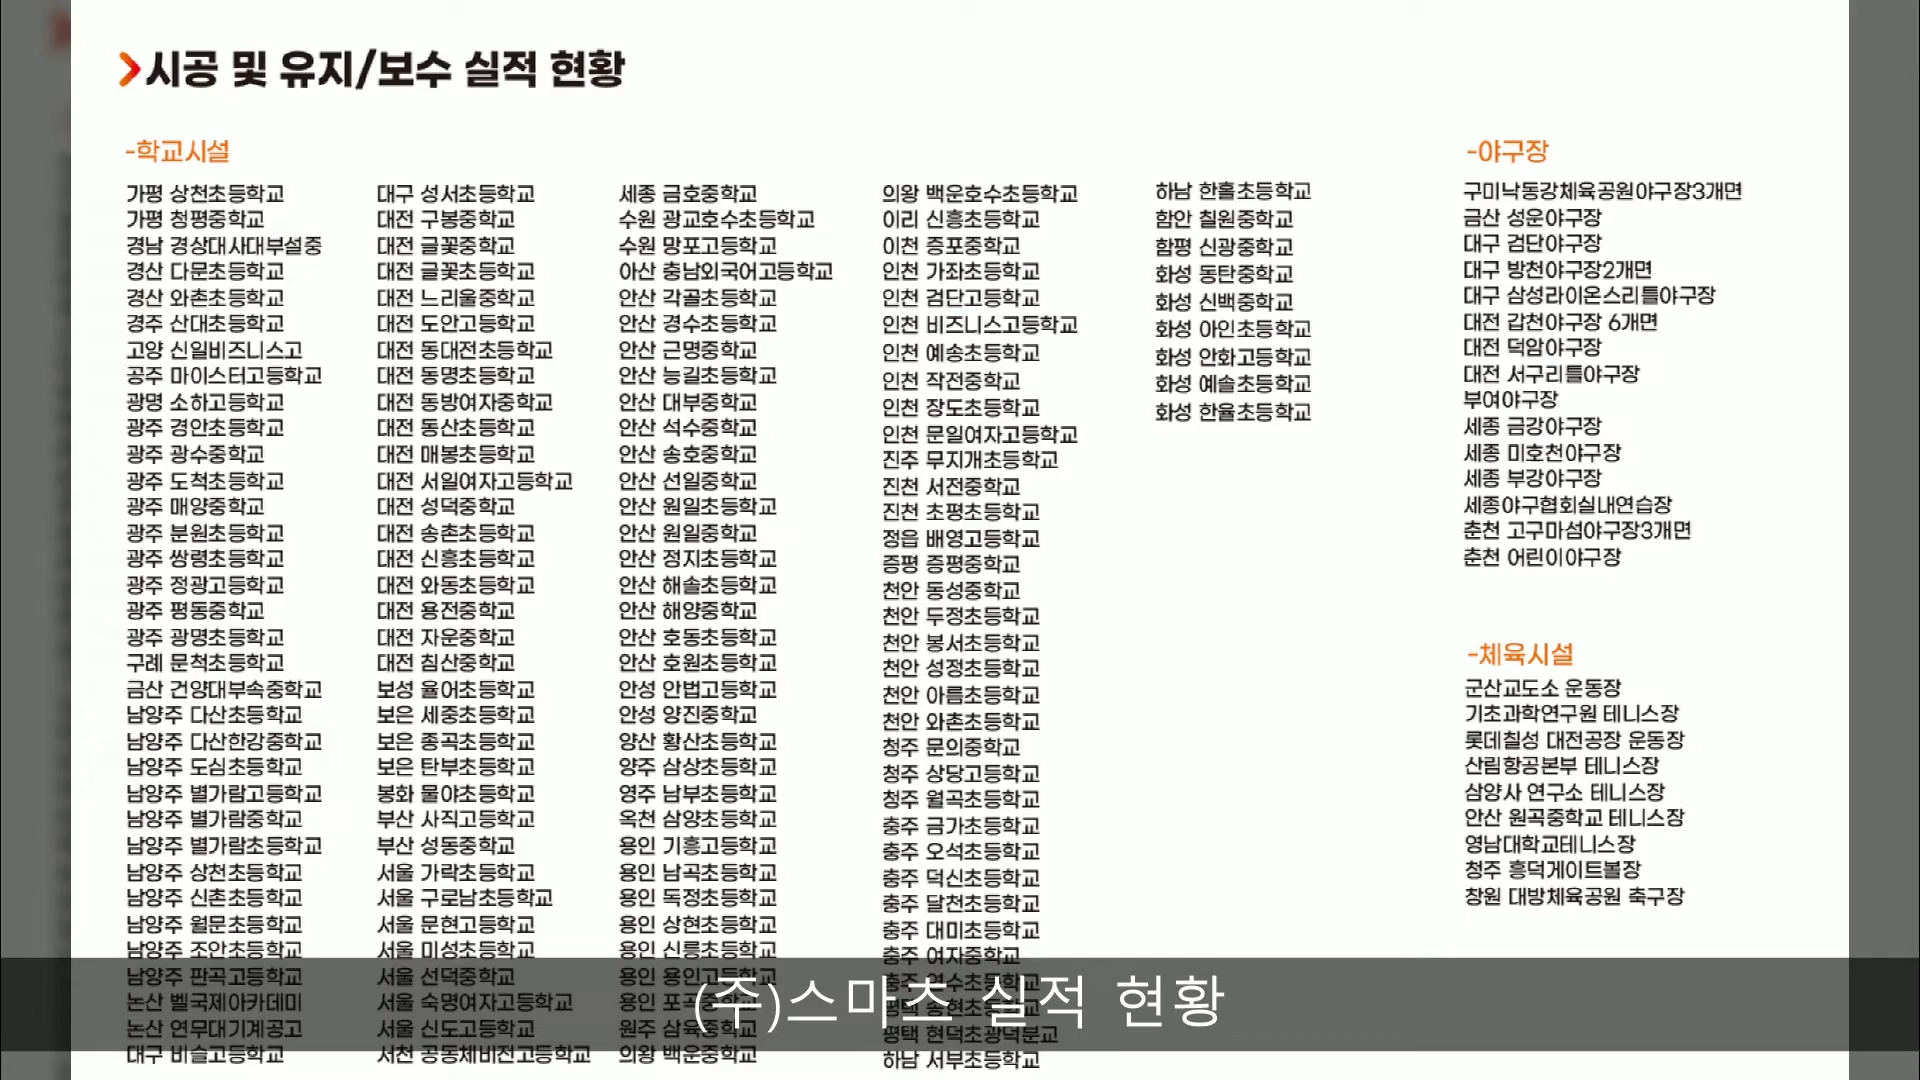 시공 및 유지/보수 실적 현황
-학교시설
가평 상천초등학교
가평 청평중학교
경남 경상대사대부설중
경산 다문초등학교
경산 와촌초등학교
경주 산대초등학교
고양 신일비즈니스고
공주 마이스터고등학교
광명 소하고등학교
광주 경안초등학교
광주 광수중학교
광주 도척초등학교
광주 매양중학교
광주 분원초등학교
광주 쌍령초등학교
광주 정광고등학교
광주 평동중학교
광주 광명초등학교
구례 문척초등학교
금산 건양대부속중학교
남양주 다산초등학교
남양주 다산한강중학교
남양주 도심초등학교
남양주 별가람고등학교
남양주 별가람중학교
남양주 별가람초등학교
남양주 상천초등학교
남양주 신촌초등학교
남양주 월문초등학교
남양주 조안초등학교
남양주 판곡고등학교
논산 벨국제아카데미
논산 연무대기계공고
대구 비슬고등학교
대구 성서초등학교
대전 구봉중학교
대전 글꽃중학교
대전 글꽃초등학교
대전 느리울중학교
대전 도안고등학교
대전 동대전초등학교
대전 동명초등학교
대전 동방여자중학교
대전 동산초등학교
대전 매봉초등학교
대전 서일여자고등학교
대전 성덕중학교
대전 송촌초등학교
대전 신흥초등학교
대전 와동초등학교
대전 용전중학교
대전 자운중학교
대전 침산중학교
보성 율어초등학교
보은 세중초등학교
보은 종곡초등학교
보은 탄부초등학교
봉화 물야초등학교
부산 사직고등학교
부산 성동중학교
서울 가락초등학교
서울 구로남초등학교
서울 문현고등학교
서울 미성초등학교
서울 선덕중학교
서울 숙명여자고등학교
서울 신도고등학교
서천 공동체비전고등학교
세종 금호중학교
수원 광교호수초등학교
수원 망포고등학교
아산 충남외국어고등학교
안산 각골초등학교
안산 경수초등학교
안산 근명중학교
안산 능길초등학교
안산 대부중학교
안산 석수중학교
안산 송호중학교
안산 선일중학교
안산 원일초등학교
안산 원일중학교
안산 정지초등학교
안산 해솔초등학교
안산 해양중학교
안산 호동초등학교
안산 호원초등학교
안성 안법고등학교
안성 양진중학교
양산 황산초등학교
양주 삼상초등학교
영주 남부초등학교
옥천 삼양초등학교
용인 기흥고등학교
용인 남곡초등학교
용인 독정초등학교
용인 상현초등학교
용인 신릉초등학교
용인 용인고등학교
용인 포곡중학교
원주 삼육중학교
의왕 백운중학교
의왕 백운호수초등학교
이리 신흥초등학교
이천 증포중학교
인천 가좌초등학교
인천 검단고등학교
인천 비즈니스고등학교
인천 예송초등학교
인천 작전중학교
인천 장도초등학교
인천 문일여자고등학교
진주 무지개초등학교
진천 서전중학교
진천 초평초등학교
정읍 배영고등학교
증평 증평중학교
천안 동성중학교
천안 두정초등학교
천안 봉서초등학교
천안 성정초등학교
천안 아름초등학교
천안 와촌초등학교
청주 문의중학교
청주 상당고등학교
청주 월곡초등학교
충주 금가초등학교
충주 오석초등학교
충주 덕신초등학교
충주 달천초등학교
충주 대미초등학교
충주 여자중학교
충주 연수초등학교
평택 송현초등학교
평택 현덕초광덕분교
하남 서부초등학교
하남 한홀초등학교
함안 칠원중학교
함평 신광중학교
화성 동탄중학교
화성 신백중학교
화성 아인초등학교
화성 안화고등학교
화성 예솔초등학교
화성 한율초등학교
-야구장
구미낙동강체육공원야구장3개면
금산 성운야구장
대구 검단야구장
대구 방천야구장2개면
대구 삼성라이온스리틀야구장
대전 갑천야구장 6개면
대전 덕암야구장
대전 서구리틀야구장
부여야구장
세종 금강야구장
세종 미호천야구장
세종 부강야구장
세종야구협회실내연습장
춘천 고구마섬야구장3개면
춘천 어린이야구장
-체육시설
군산교도소 운동장
기초과학연구원 테니스장
롯데칠성 대전공장 운동장
산림항공본부 테니스장
삼양사 연구소 테니스장
안산 원곡중학교 테니스장
영남대학교테니스장
청주 흥덕게이트볼장
창원 대방체육공원 축구장
(주)스마츠 실적 현황